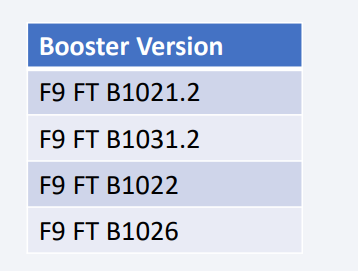 Booster Version
F9 FT B1021.2
F9 FT B1031.2
F9 FT B1022
F9 FT B1026